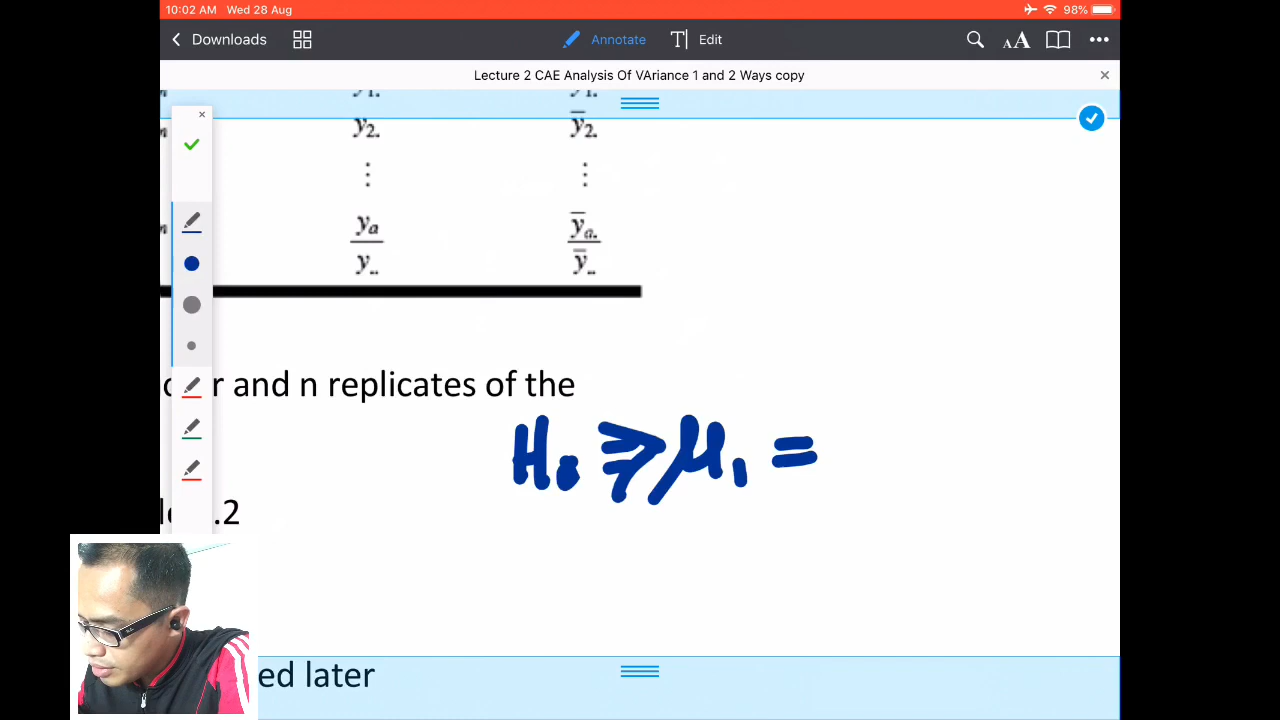 10:02 AM Wed 28 Aug 98%
Downloads Annotate Edit AA
Lecture 2 CAE Analysis Of VAriance 1 and 2 Ways copy
y₂. ȳ₂.
⋮ ⋮
yₐ ȳₐ.
y.. ȳ..
r and n replicates of the
H₀ ⇒ μ₁ =
.2
ed later